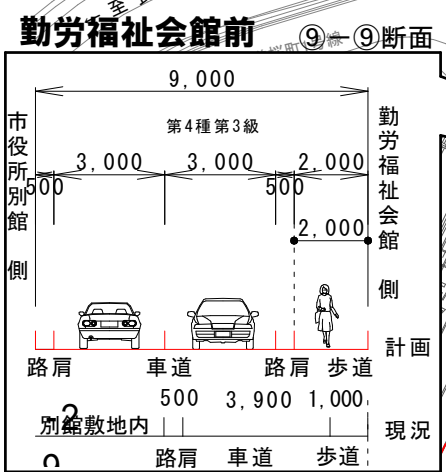 勤労福祉会館前 ⑨-⑨断面
9,000
第4種第3級
市役所別館側
勤労福祉会館側
500 3,000 3,000 500 2,000
2,000
計画
路肩 車道 路肩 歩道
500 3,900 1,000
別館敷地内
現況
路肩 車道 歩道